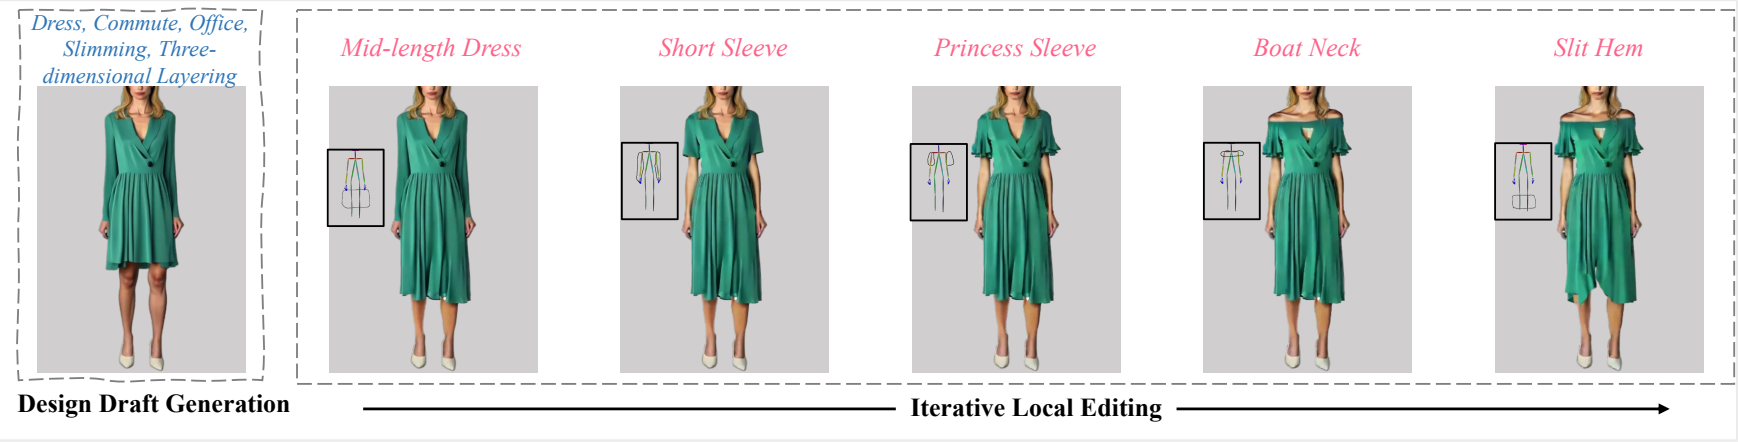 Dress, Commute, Office,
Slimming, Three-
dimensional Layering
Mid-length Dress
Short Sleeve
Princess Sleeve
Boat Neck
Slit Hem
Design Draft Generation
Iterative Local Editing